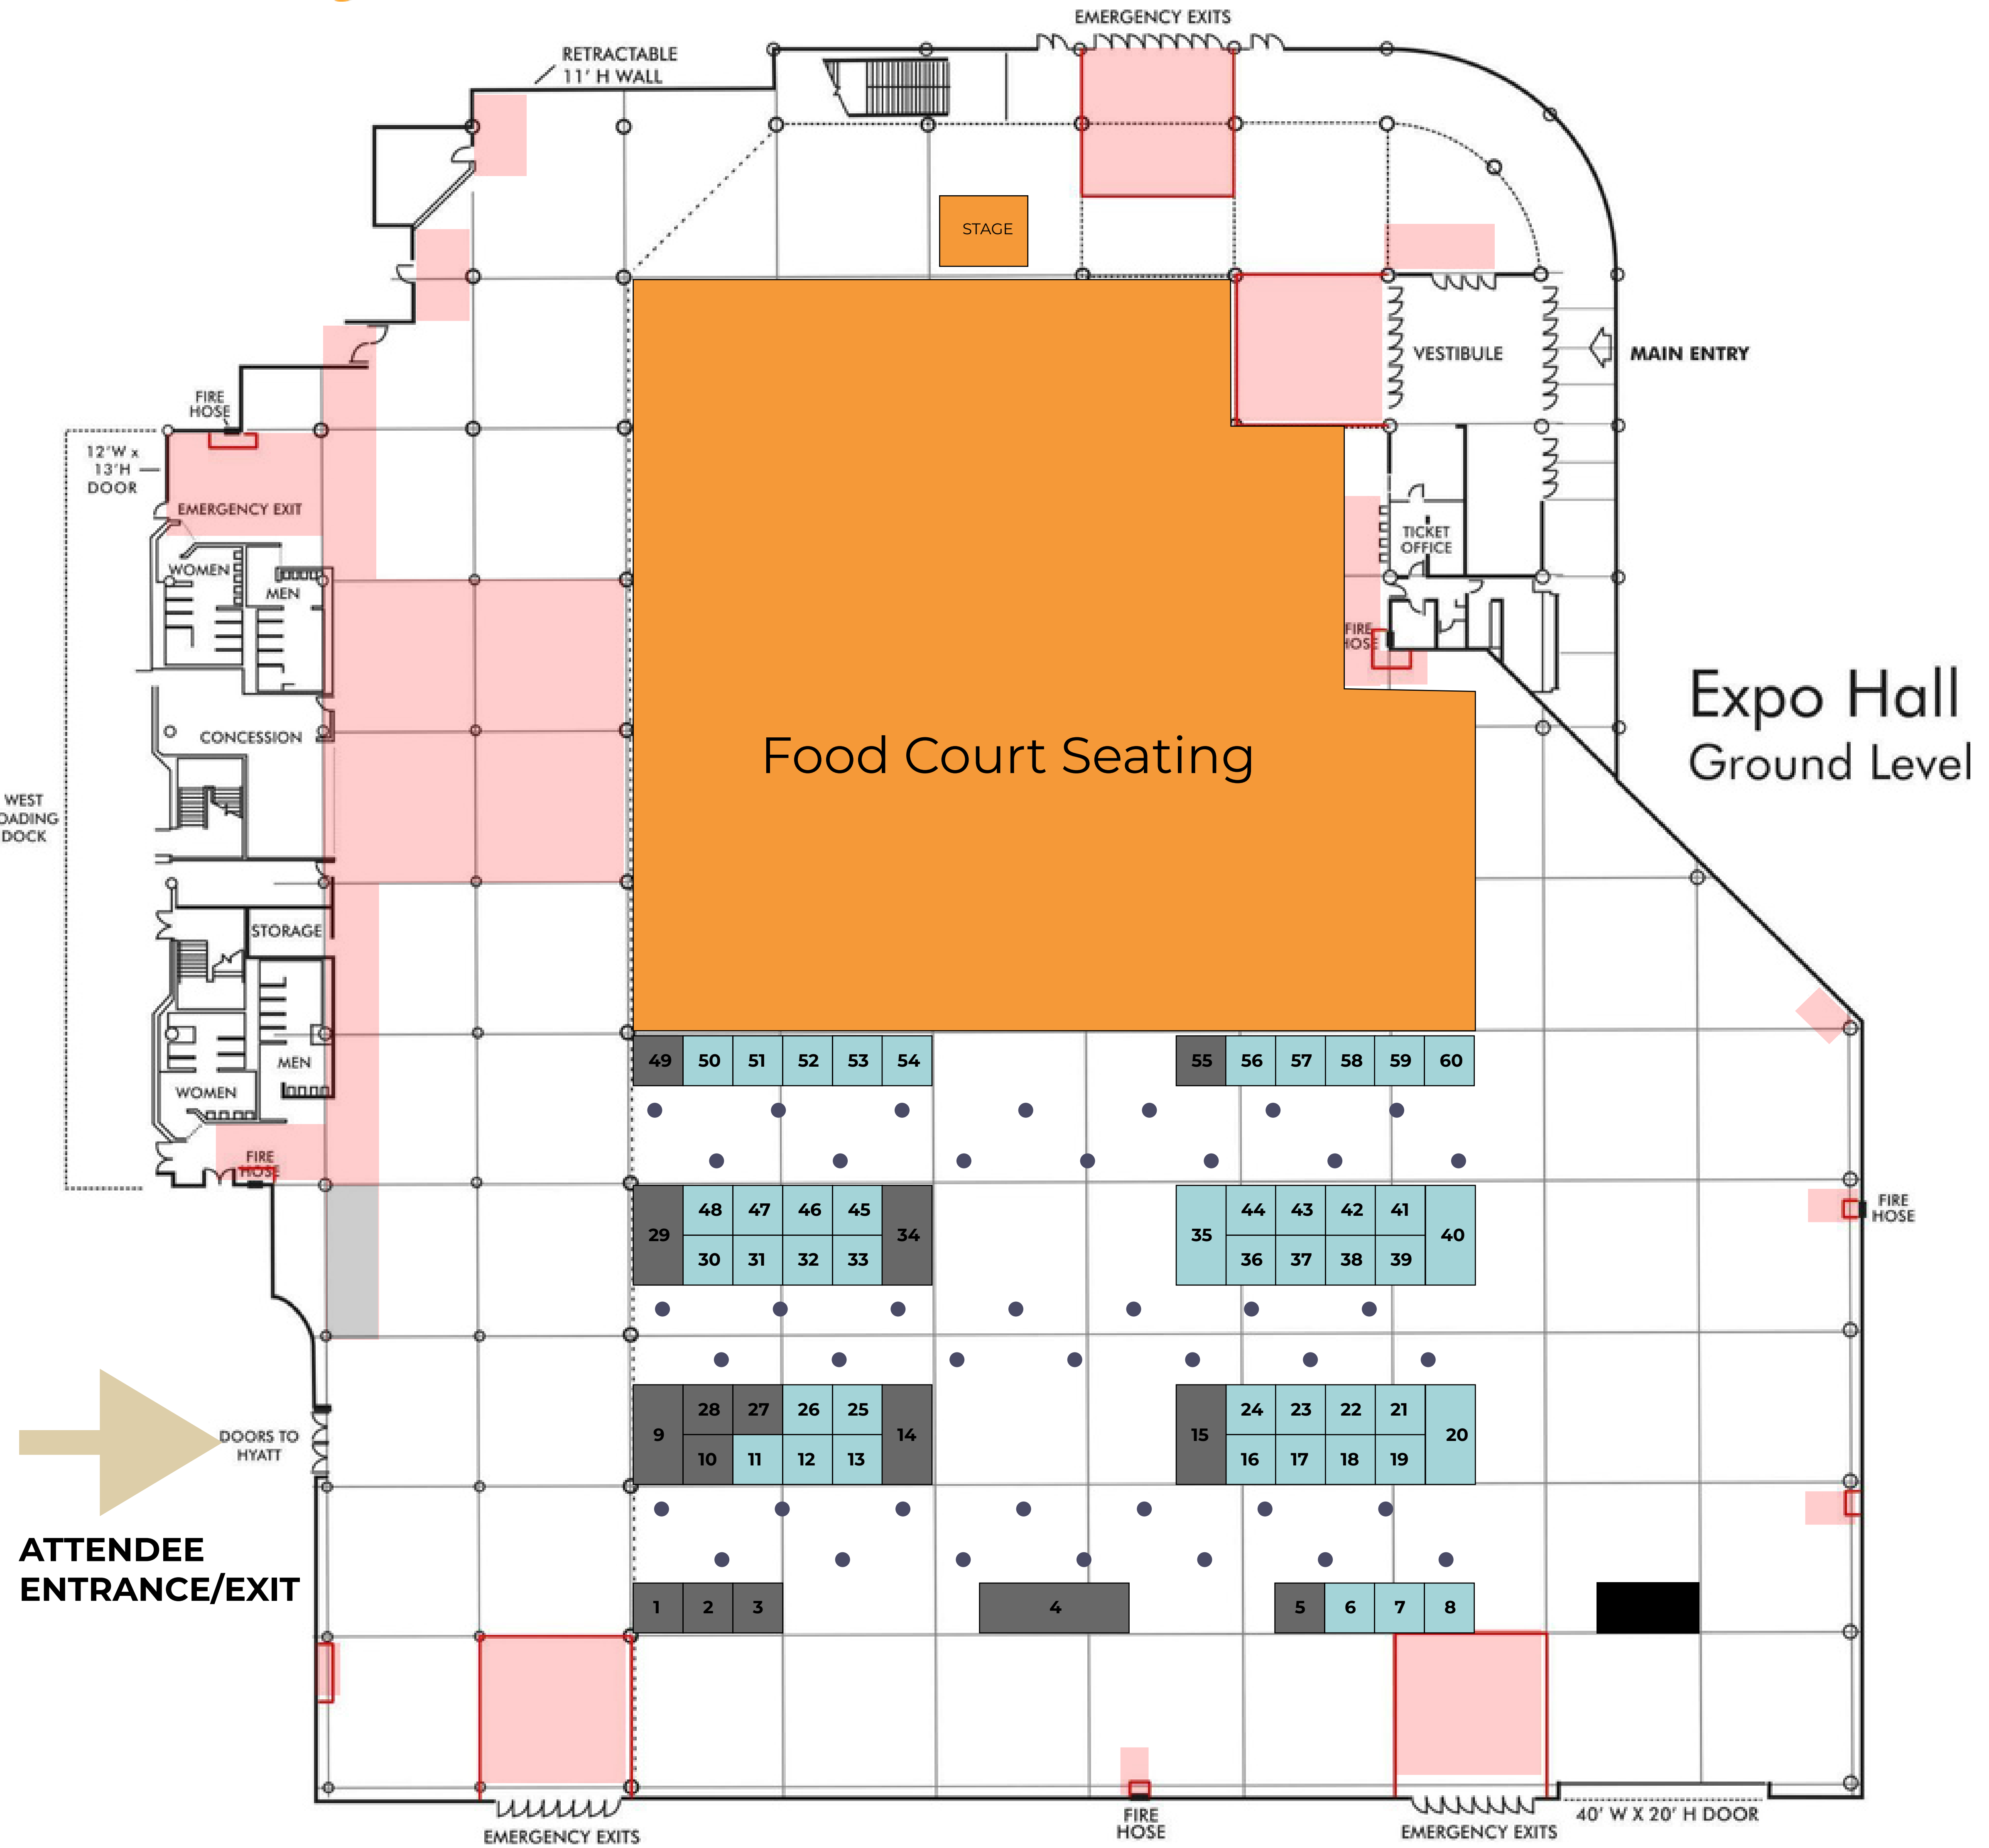 EMERGENCY EXITS
RETRACTABLE
11' H WALL
STAGE
VESTIBULE
MAIN ENTRY
FIRE
HOSE
12'W x
13'H
DOOR
EMERGENCY EXIT
WOMEN
MEN
TICKET
OFFICE
FIRE
HOSE
Expo Hall
Ground Level
CONCESSION
Food Court Seating
WEST
OADING
DOCK
STORAGE
MEN
WOMEN
FIRE
HOSE
49 50 51 52 53 54
55 56 57 58 59 60
29 48 47 46 45 34
30 31 32 33
35 44 43 42 41 40
36 37 38 39
FIRE
HOSE
9 28 27 26 25 14
10 11 12 13
15 24 23 22 21 20
16 17 18 19
DOORS TO
HYATT
ATTENDEE
ENTRANCE/EXIT
1 2 3
4
5 6 7 8
EMERGENCY EXITS
FIRE
HOSE
EMERGENCY EXITS
40' W X 20' H DOOR